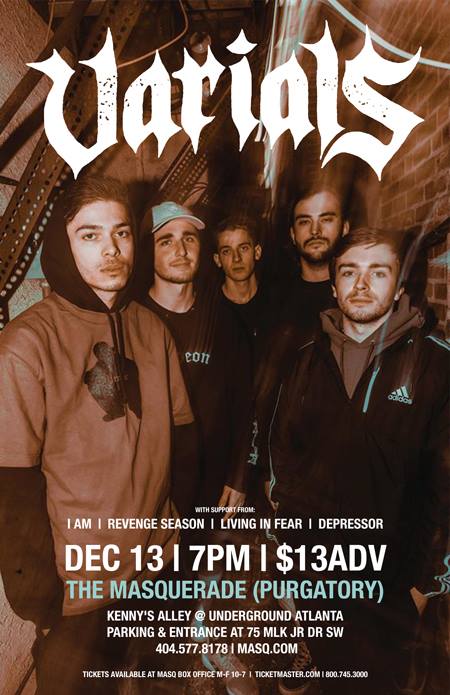 Varials
eon
adidas
WITH SUPPORT FROM:
I AM | REVENGE SEASON | LIVING IN FEAR | DEPRESSOR
DEC 13 | 7PM | $13ADV
THE MASQUERADE (PURGATORY)
KENNY'S ALLEY @ UNDERGROUND ATLANTA
PARKING & ENTRANCE AT 75 MLK JR DR SW
404.577.8178 | MASQ.COM
TICKETS AVAILABLE AT MASQ BOX OFFICE M-F 10-7 | TICKETMASTER.COM | 800.745.3000